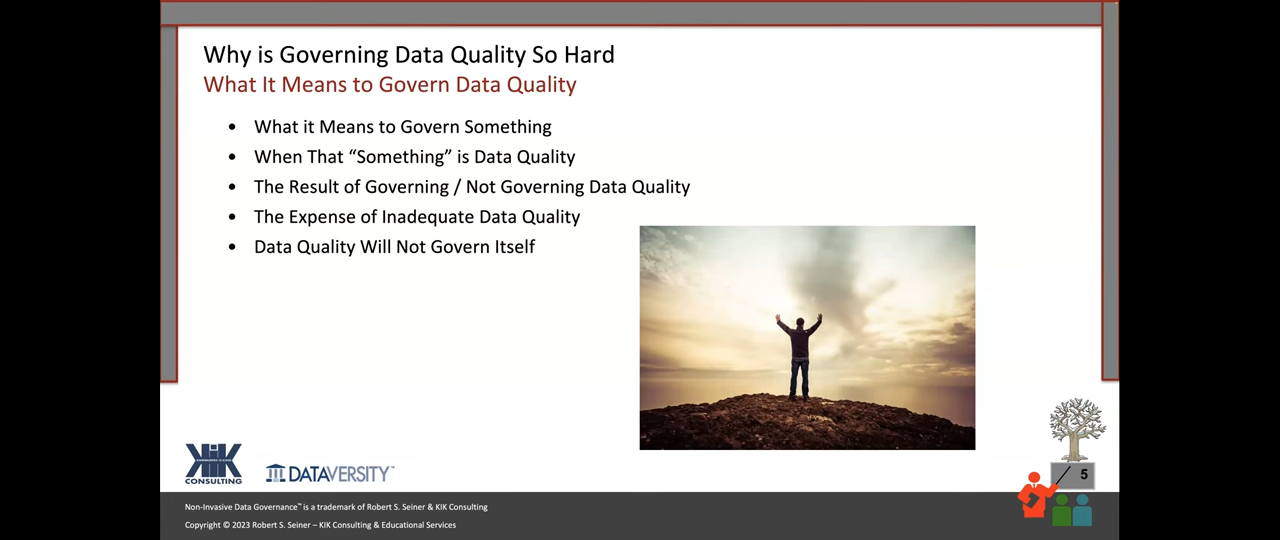 Why is Governing Data Quality So Hard
What It Means to Govern Data Quality
• What it Means to Govern Something
• When That “Something” is Data Quality
• The Result of Governing / Not Governing Data Quality
• The Expense of Inadequate Data Quality
• Data Quality Will Not Govern Itself
KIK
CONSULTING
DATAVERSITY™
5
Non-Invasive Data Governance™ is a trademark of Robert S. Seiner & KIK Consulting
Copyright © 2023 Robert S. Seiner – KIK Consulting & Educational Services